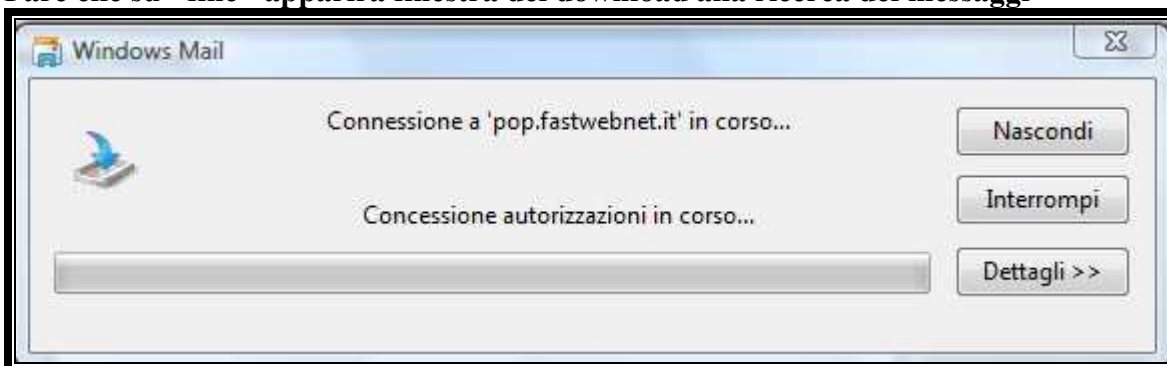 Windows Mail
Connessione a 'pop.fastwebnet.it' in corso...
Nascondi
Concessione autorizzazioni in corso...
Interrompi
Dettagli >>